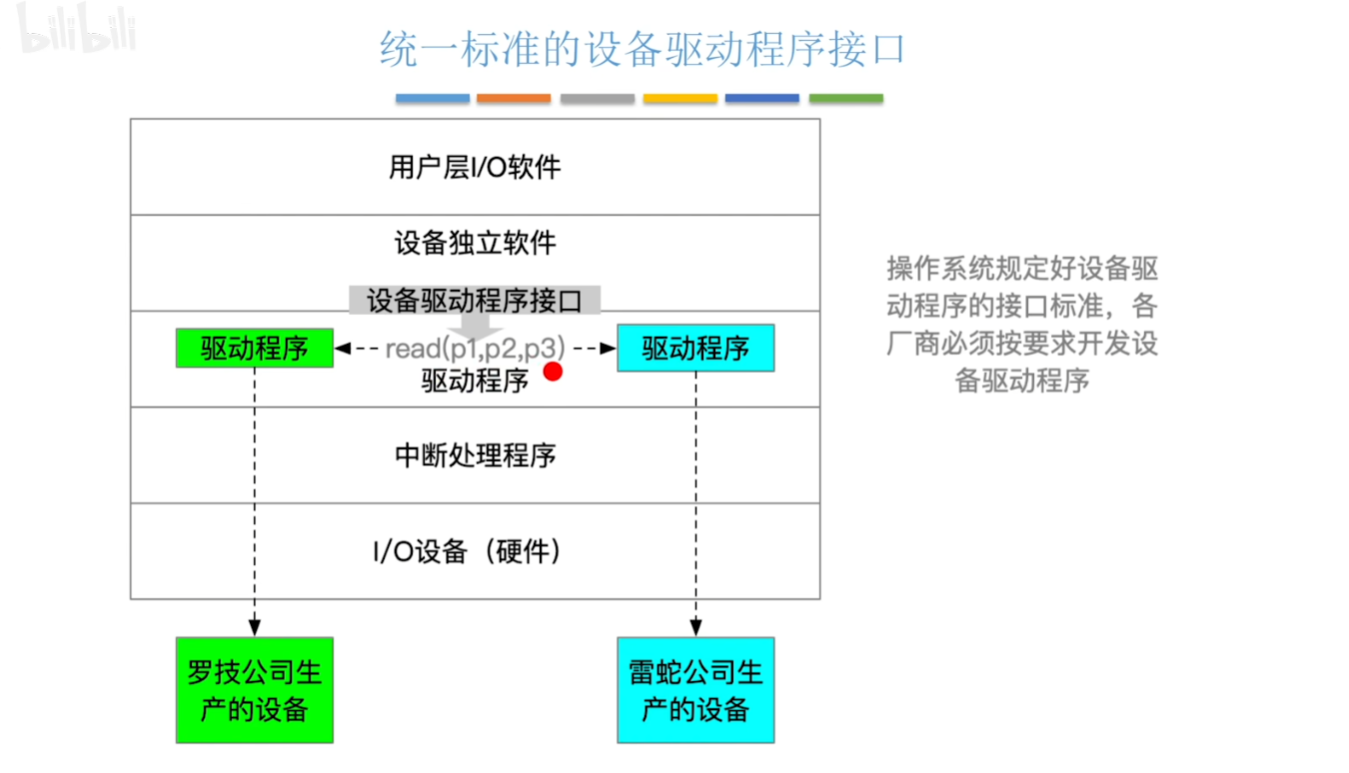 bilibili
统一标准的设备驱动程序接口
用户层I/O软件
设备独立软件
设备驱动程序接口
驱动程序
read(p1,p2,p3)
驱动程序
驱动程序
中断处理程序
I/O设备（硬件）
罗技公司生
产的设备
雷蛇公司生
产的设备
操作系统规定好设备驱
动程序的接口标准，各
厂商必须按要求开发设
备驱动程序